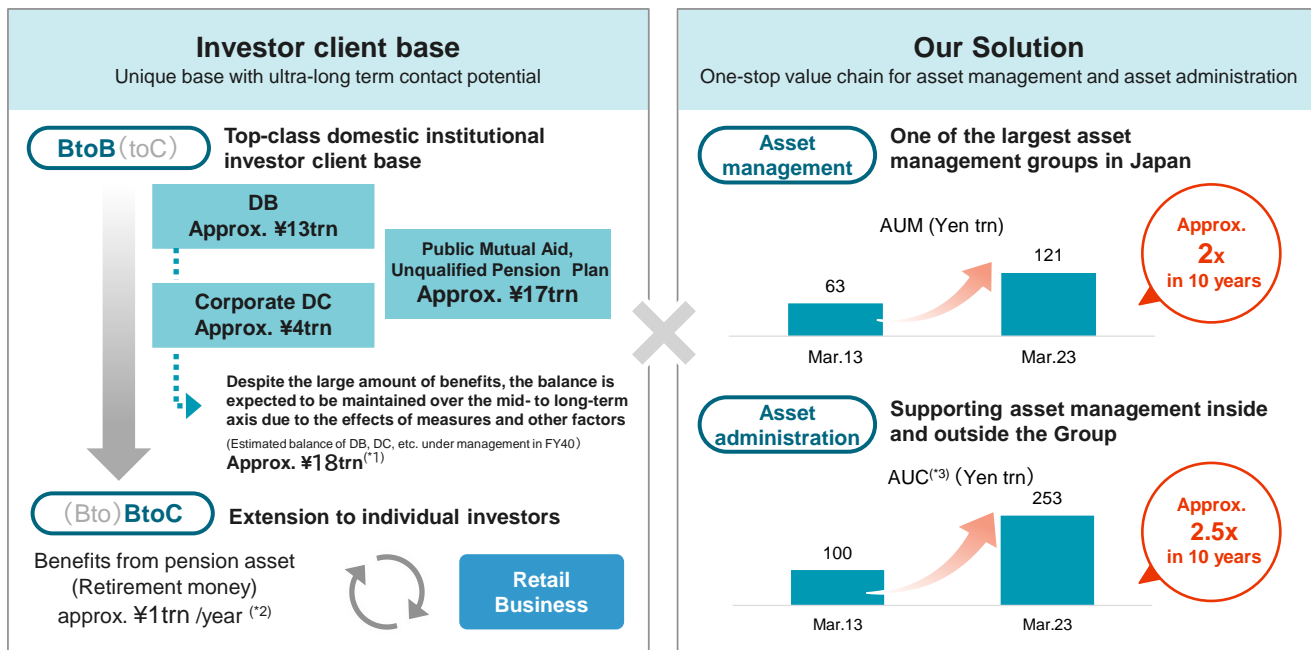 Investor client base
Unique base with ultra-long term contact potential
BtoB(toC)
Top-class domestic institutional
investor client base
DB
Approx. ¥13trn
Public Mutual Aid,
Unqualified Pension Plan
Approx. ¥17trn
Corporate DC
Approx. ¥4trn
Despite the large amount of benefits, the balance is
expected to be maintained over the mid- to long-term
axis due to the effects of measures and other factors
(Estimated balance of DB, DC, etc. under management in FY40)
Approx. ¥18trn(*1)
(Bto)BtoC
Extension to individual investors
Benefits from pension asset
(Retirement money)
approx. ¥1trn /year (*2)
Retail
Business
Our Solution
One-stop value chain for asset management and asset administration
Asset
management
One of the largest asset
management groups in Japan
AUM (Yen trn)
63
121
Mar.13
Mar.23
Approx.
2x
in 10 years
Asset
administration
Supporting asset management inside
and outside the Group
AUC(*3) (Yen trn)
100
253
Mar.13
Mar.23
Approx.
2.5x
in 10 years